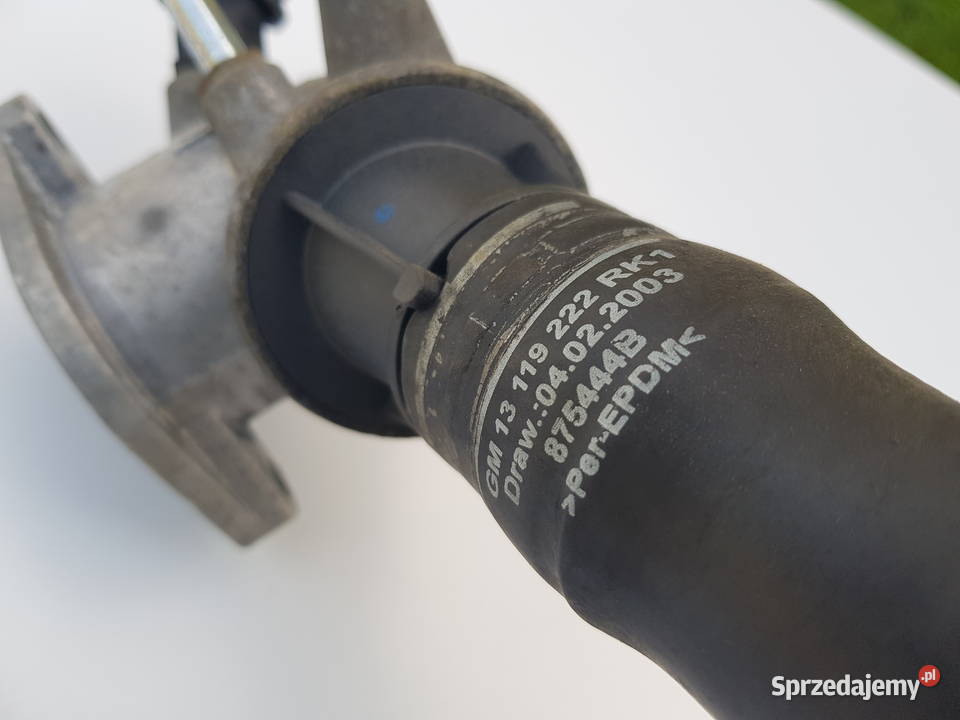 GM 13 119 222 RK1
Draw.:04.02.2003
875444B
>Per-EPDM<
Sprzedajemy.pl